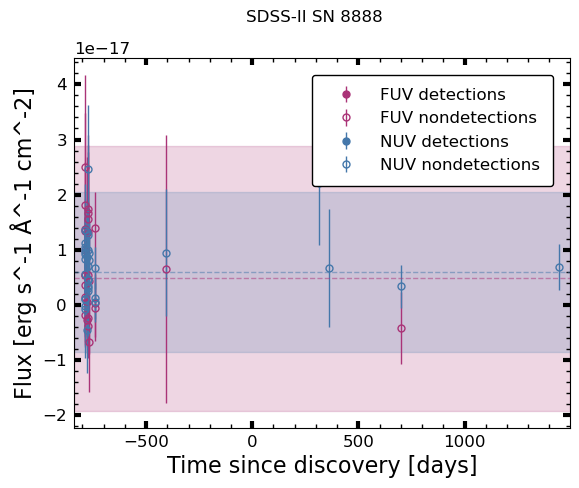 SDSS-II SN 8888
1e−17
FUV detections
FUV nondetections
NUV detections
NUV nondetections
4
3
2
1
0
−1
−2
Flux [erg s^-1 Å^-1 cm^-2]
−500
0
500
1000
Time since discovery [days]